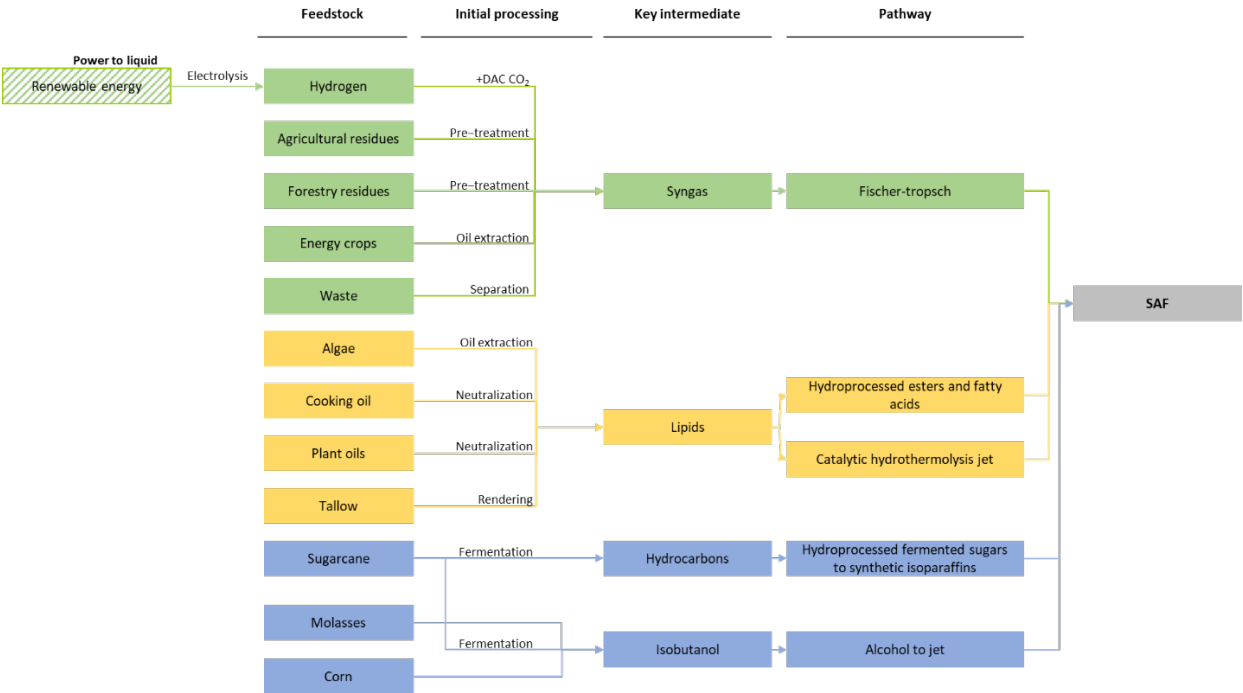 Feedstock
Initial processing
Key intermediate
Pathway
Power to liquid
Renewable energy
Electrolysis
Hydrogen
+DAC CO₂
Agricultural residues
Pre–treatment
Forestry residues
Pre–treatment
Syngas
Fischer-tropsch
Energy crops
Oil extraction
Waste
Separation
SAF
Algae
Oil extraction
Cooking oil
Neutralization
Hydroprocessed esters and fatty
acids
Lipids
Plant oils
Neutralization
Catalytic hydrothermolysis jet
Tallow
Rendering
Sugarcane
Fermentation
Hydrocarbons
Hydroprocessed fermented sugars
to synthetic isoparaffins
Molasses
Fermentation
Isobutanol
Alcohol to jet
Corn